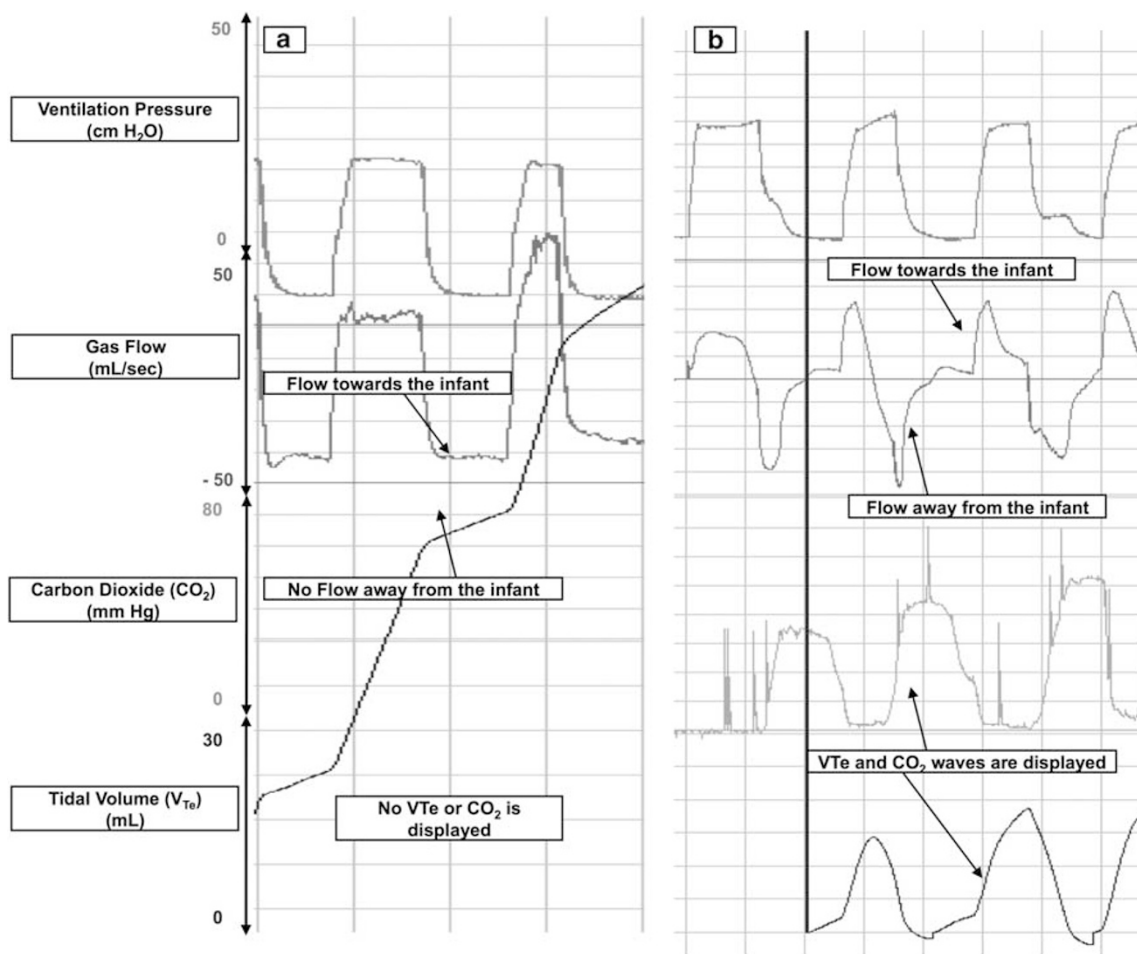 50
a
b
Ventilation Pressure
(cm H₂O)
0
50
Flow towards the infant
Gas Flow
(mL/sec)
Flow towards the infant
- 50
80
Flow away from the infant
Carbon Dioxide (CO₂)
(mm Hg)
No Flow away from the infant
0
30
VTe and CO₂ waves are displayed
Tidal Volume (V_Te)
(mL)
No VTe or CO₂ is
displayed
0